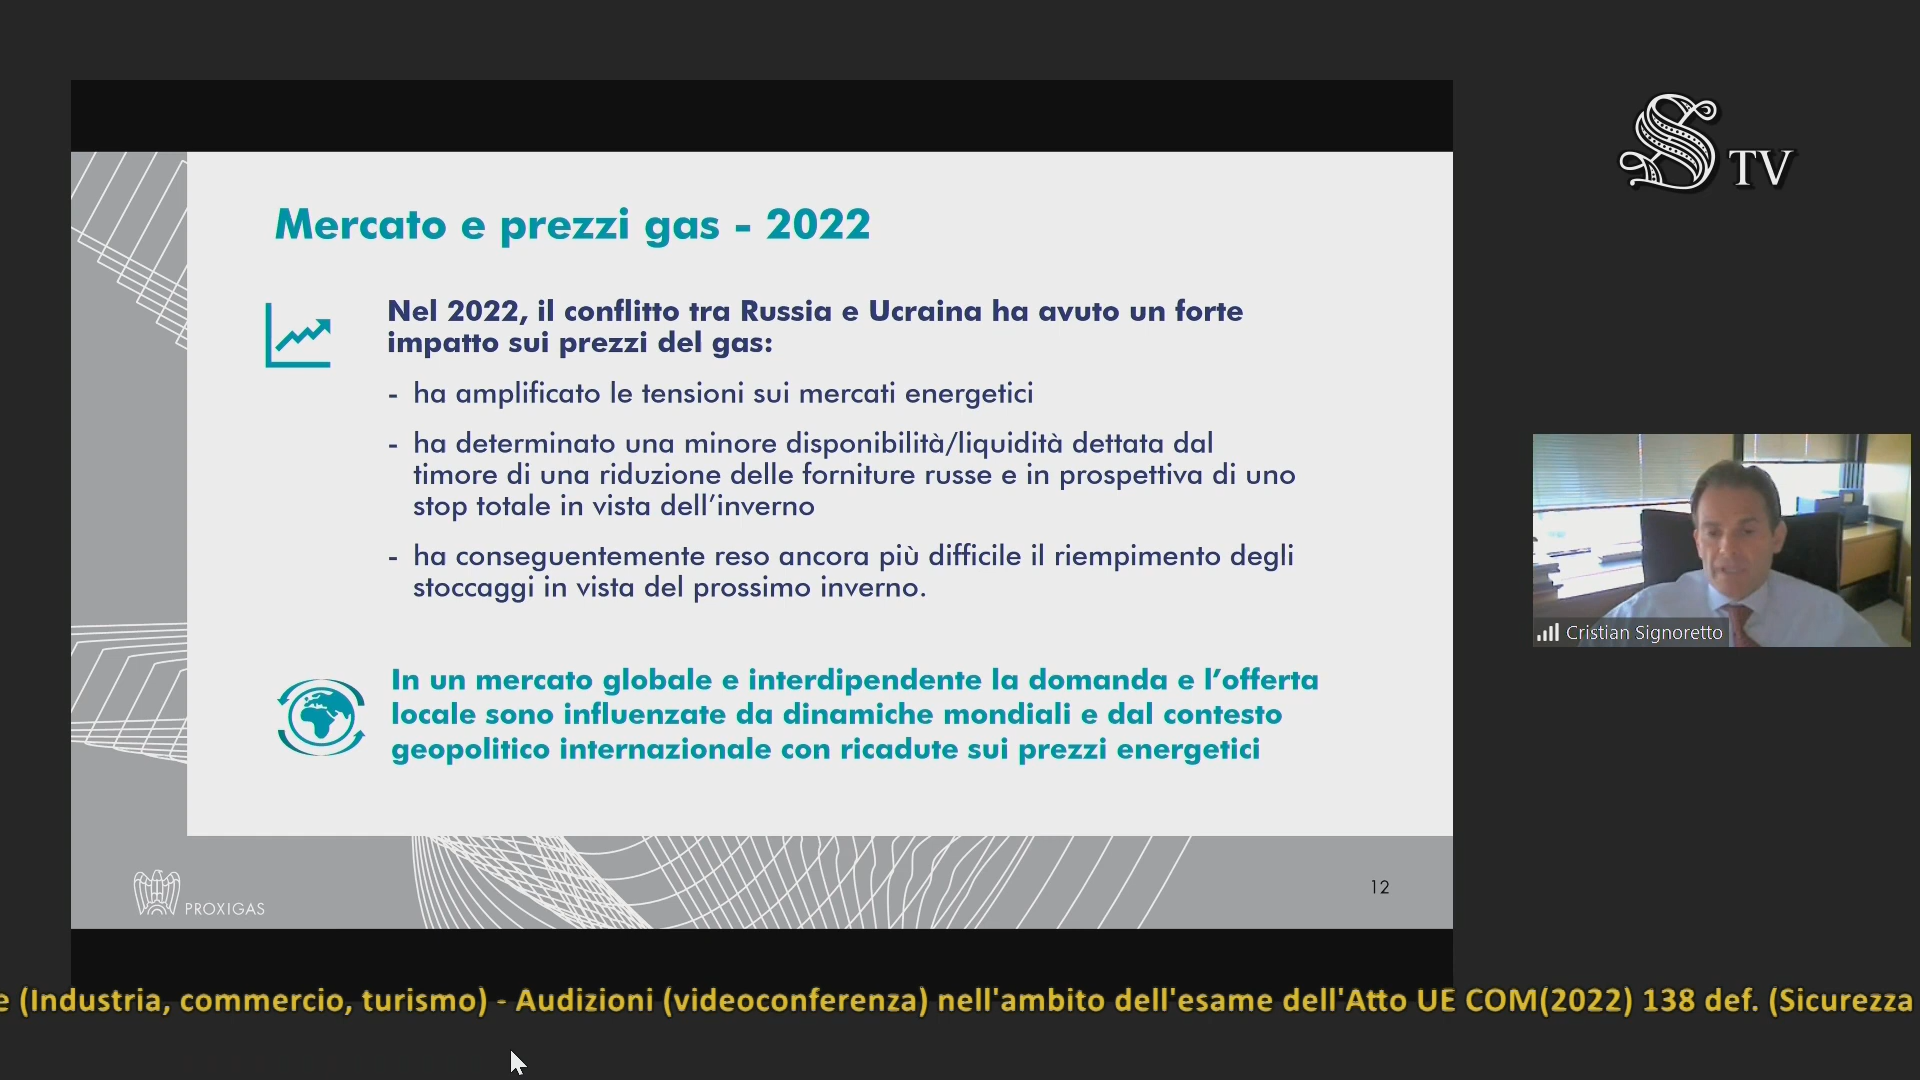 S TV
Mercato e prezzi gas - 2022
Nel 2022, il conflitto tra Russia e Ucraina ha avuto un forte
impatto sui prezzi del gas:
- ha amplificato le tensioni sui mercati energetici
- ha determinato una minore disponibilità/liquidità dettata dal
timore di una riduzione delle forniture russe e in prospettiva di uno
stop totale in vista dell’inverno
- ha conseguentemente reso ancora più difficile il riempimento degli
stoccaggi in vista del prossimo inverno.
In un mercato globale e interdipendente la domanda e l’offerta
locale sono influenzate da dinamiche mondiali e dal contesto
geopolitico internazionale con ricadute sui prezzi energetici
PROXIGAS
12
Cristian Signoretto
e (Industria, commercio, turismo) - Audizioni (videoconferenza) nell'ambito dell'esame dell'Atto UE COM(2022) 138 def. (Sicurezza